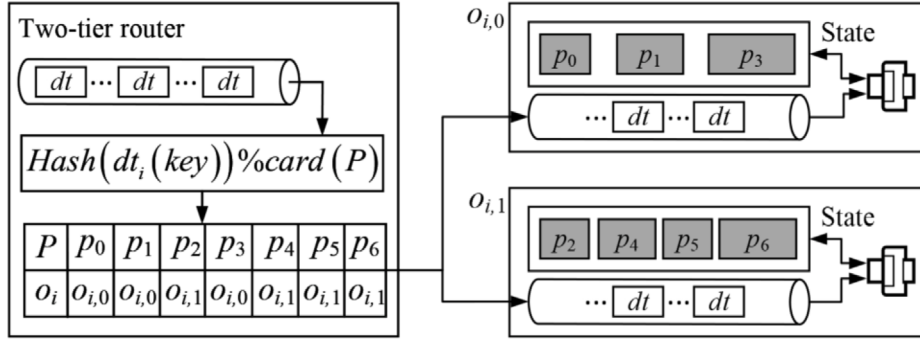 Two-tier router
dt ... dt ... dt
Hash(dt_i(key))%card(P)
P p_0 p_1 p_2 p_3 p_4 p_5 p_6
o_i o_{i,0} o_{i,0} o_{i,1} o_{i,0} o_{i,1} o_{i,1} o_{i,1}
o_{i,0}
State
p_0 p_1 p_3
... dt ... dt
o_{i,1}
State
p_2 p_4 p_5 p_6
... dt ... dt